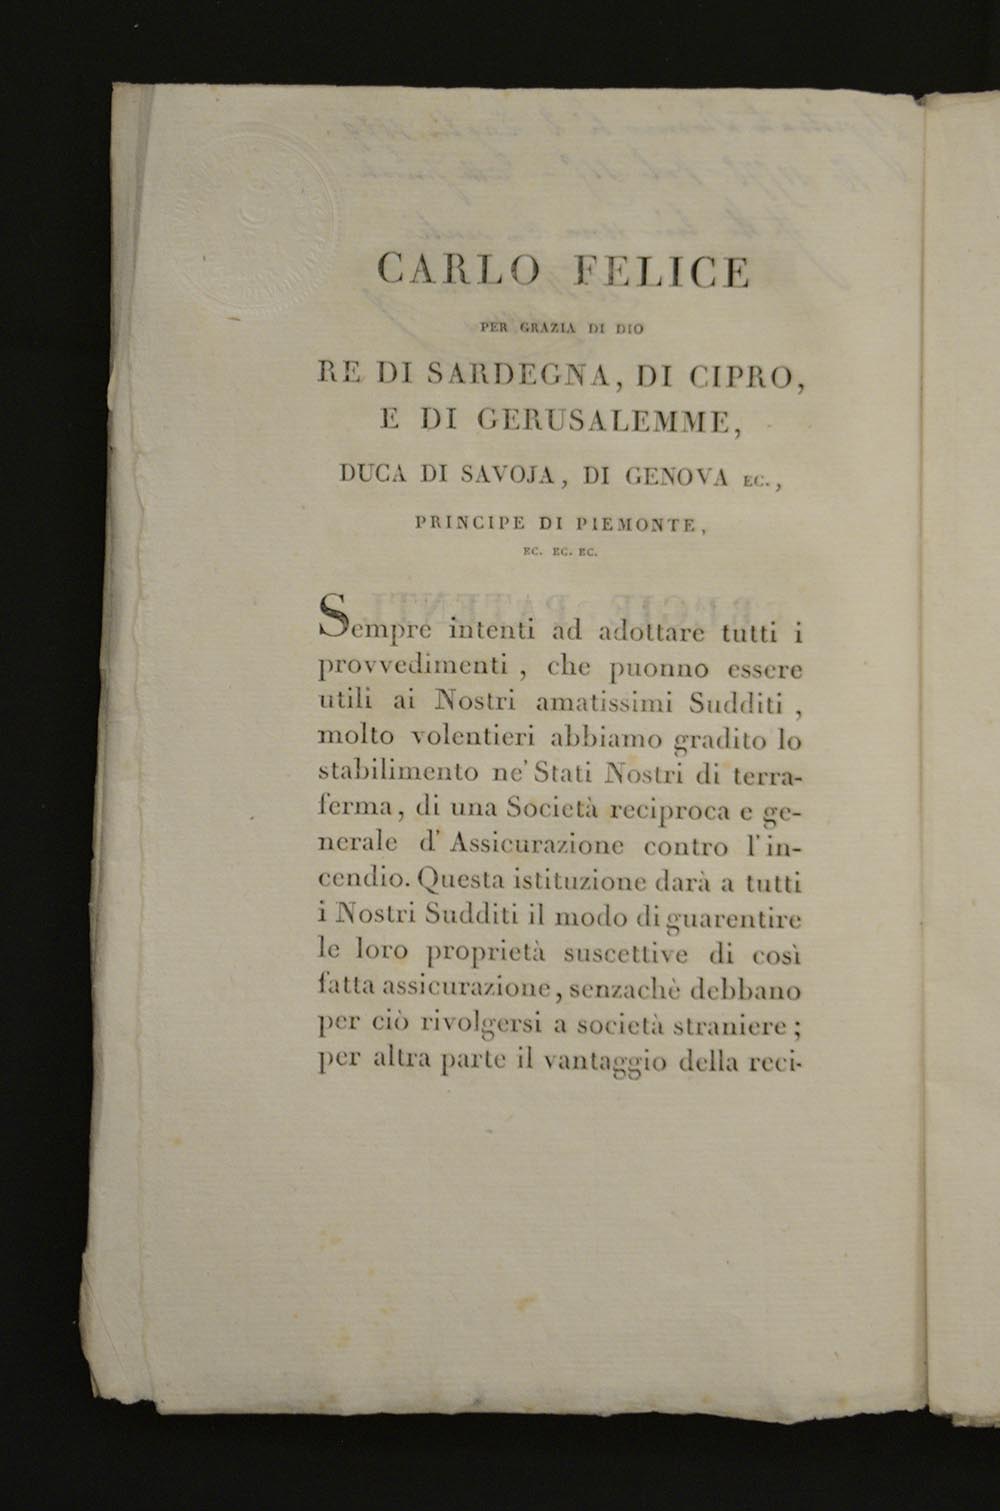 CARLO FELICE
PER GRAZIA DI DIO
RE DI SARDEGNA, DI CIPRO,
E DI GERUSALEMME,
DUCA DI SAVOJA, DI GENOVA EC.,
PRINCIPE DI PIEMONTE,
EC. EC. EC.
Sempre intenti ad adottare tutti i
provvedimenti, che puonno essere
utili ai Nostri amatissimi Sudditi,
molto volentieri abbiamo gradito lo
stabilimento ne' Stati Nostri di terra-
ferma, di una Società reciproca e ge-
nerale d' Assicurazione contro l'in-
cendio. Questa istituzione darà a tutti
i Nostri Sudditi il modo di guarentire
le loro proprietà suscettive di così
fatta assicurazione, senzachè debbano
per ciò rivolgersi a società straniere;
per altra parte il vantaggio della reci-